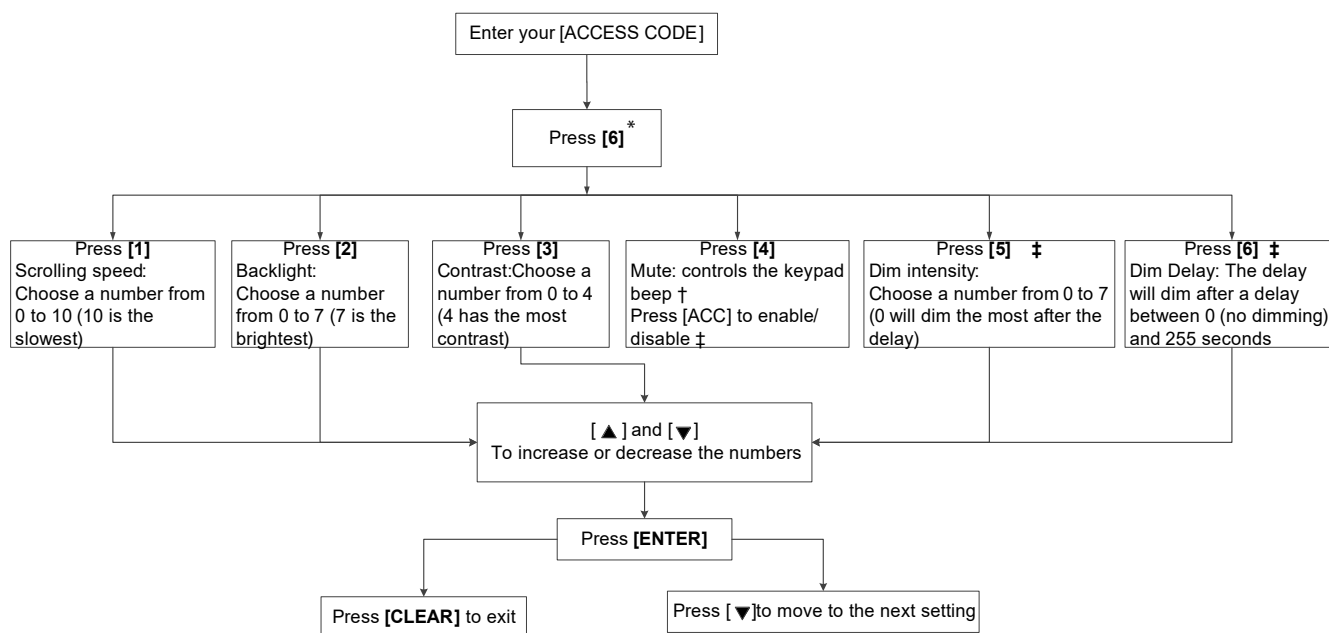 Enter your [ACCESS CODE]
Press [6]*
Press [1]
Scrolling speed:
Choose a number from
0 to 10 (10 is the
slowest)
Press [2]
Backlight:
Choose a number
from 0 to 7 (7 is the
brightest)
Press [3]
Contrast:Choose a
number from 0 to 4
(4 has the most
contrast)
Press [4]
Mute: controls the keypad
beep †
Press [ACC] to enable/
disable ‡
Press [5] ‡
Dim intensity:
Choose a number from 0 to 7
(0 will dim the most after the
delay)
Press [6] ‡
Dim Delay: The delay
will dim after a delay
between 0 (no dimming)
and 255 seconds
[ ▲ ] and [ ▼ ]
To increase or decrease the numbers
Press [ENTER]
Press [CLEAR] to exit
Press [ ▼]to move to the next setting